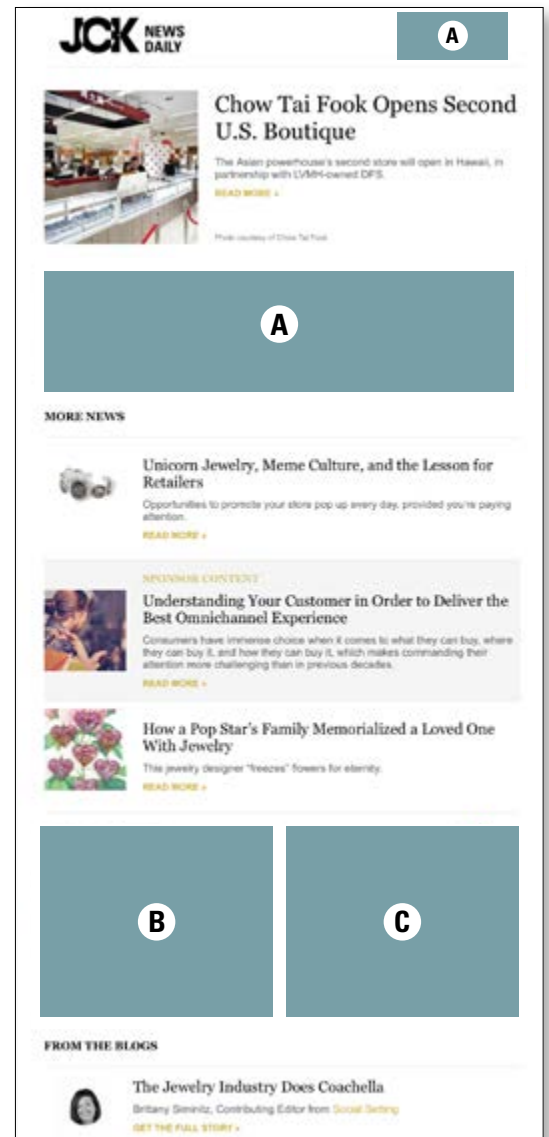 JCK NEWS
DAILY
A
Chow Tai Fook Opens Second
U.S. Boutique
The Asian powerhouse's second store will open in Hawaii, in
partnership with LVMH-owned DFS.
READ MORE »
Photo courtesy of Chow Tai Fook
A
MORE NEWS
Unicorn Jewelry, Meme Culture, and the Lesson for
Retailers
Opportunities to promote your store pop up every day, provided you're paying
attention.
READ MORE »
SPONSOR CONTENT
Understanding Your Customer in Order to Deliver the
Best Omnichannel Experience
Consumers have immense choice when it comes to what they can buy, where
they can buy it, and how they can buy it, which makes commanding their
attention more challenging than in previous decades.
READ MORE »
How a Pop Star's Family Memorialized a Loved One
With Jewelry
This jewelry designer "freezes" flowers for eternity.
READ MORE »
B
C
FROM THE BLOGS
The Jewelry Industry Does Coachella
Brittany Siminitz, Contributing Editor from Social Setting
GET THE FULL STORY »